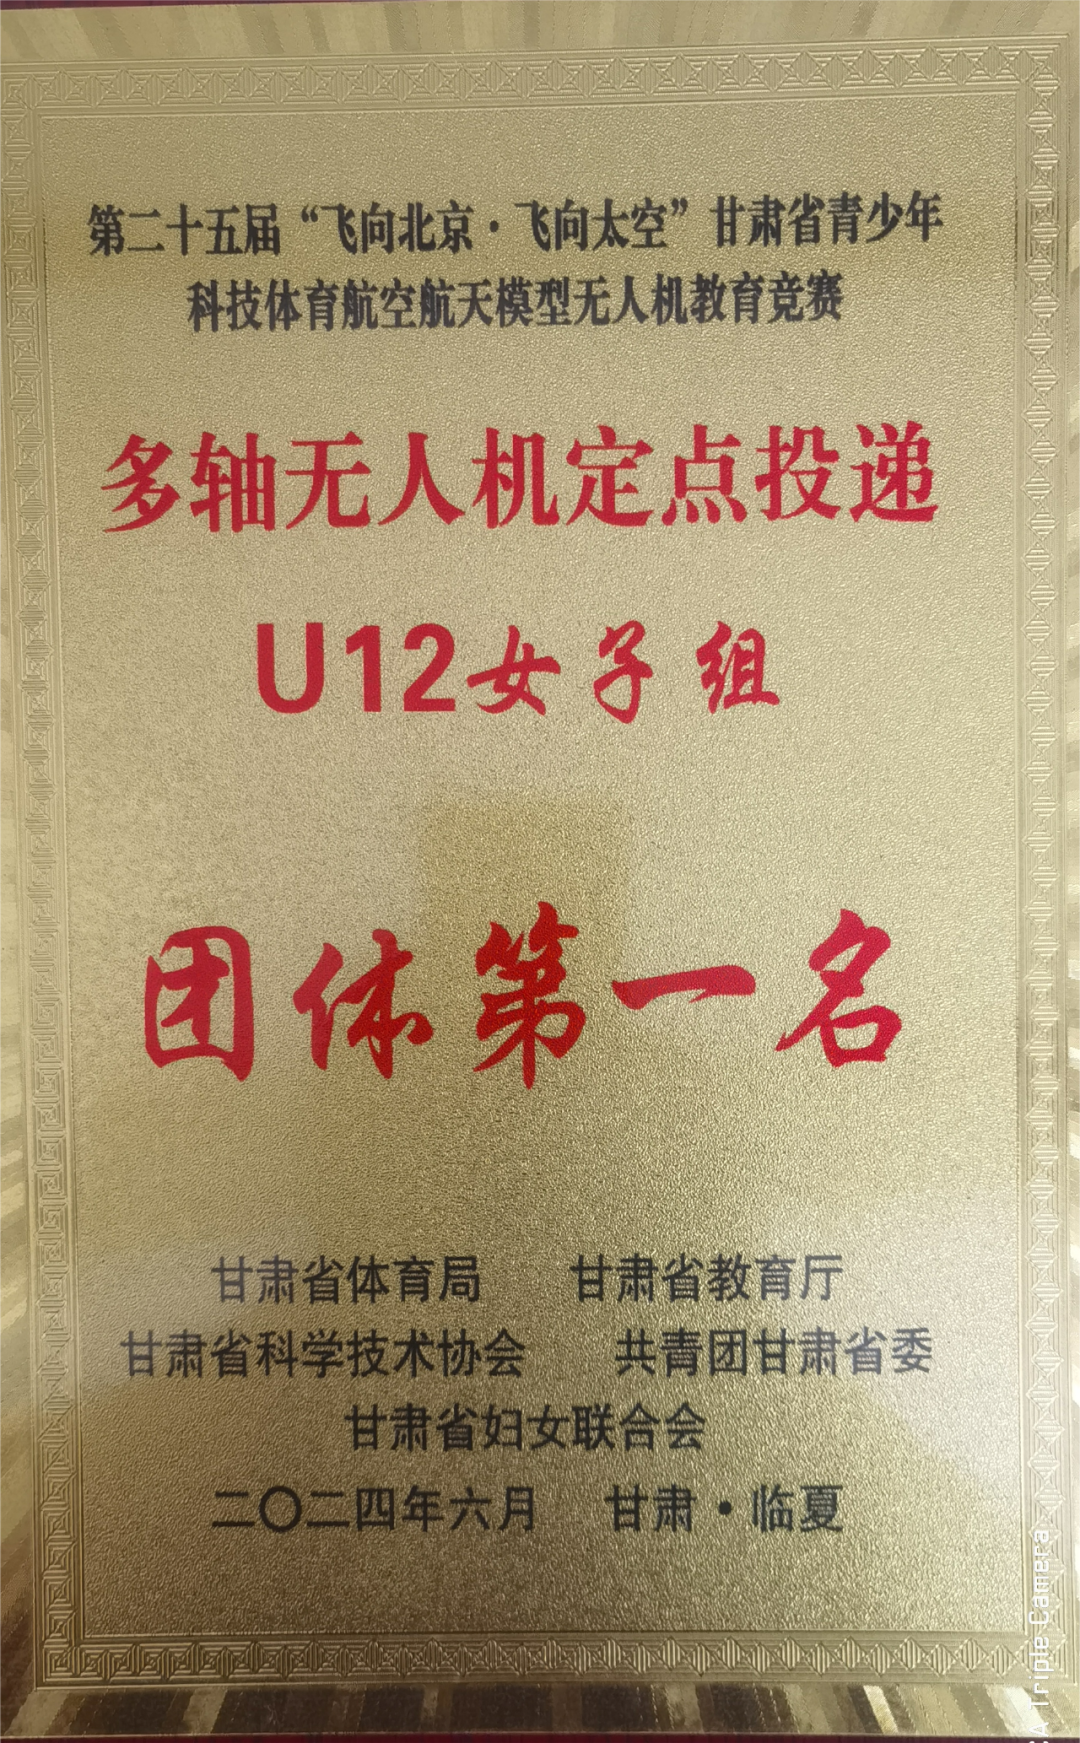 第二十五届“飞向北京·飞向太空”甘肃省青少年
科技体育航空航天模型无人机教育竞赛
多轴无人机定点投递
U12女子组
团体第一名
甘肃省体育局 甘肃省教育厅
甘肃省科学技术协会 共青团甘肃省委
甘肃省妇女联合会
二〇二四年六月 甘肃·临夏
A Triple Camera